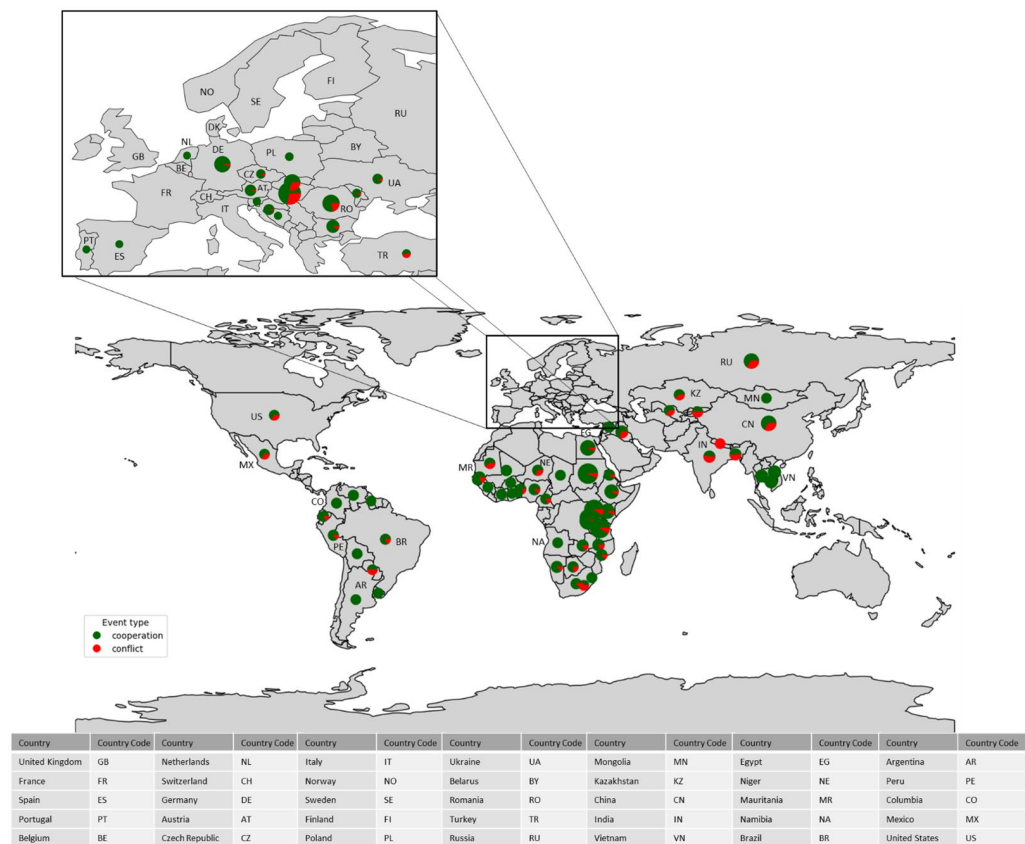 FI
NO
SE
RU
DK
NL
GB
DE
PL
BY
BE
CZ
UA
FR
AT
CH
IT
RO
PT
ES
TR
RU
KZ
MN
US
CN
EG
IN
MX
MR
NE
VN
CO
NA
PE
BR
AR
Event type
cooperation
conflict
Country Country Code Country Country Code Country Country Code Country Country Code Country Country Code Country Country Code Country Country Code
United Kingdom GB Netherlands NL Italy IT Ukraine UA Mongolia MN Egypt EG Argentina AR
France FR Switzerland CH Norway NO Belarus BY Kazakhstan KZ Niger NE Peru PE
Spain ES Germany DE Sweden SE Romania RO China CN Mauritania MR Columbia CO
Portugal PT Austria AT Finland FI Turkey TR India IN Namibia NA Mexico MX
Belgium BE Czech Republic CZ Poland PL Russia RU Vietnam VN Brazil BR United States US